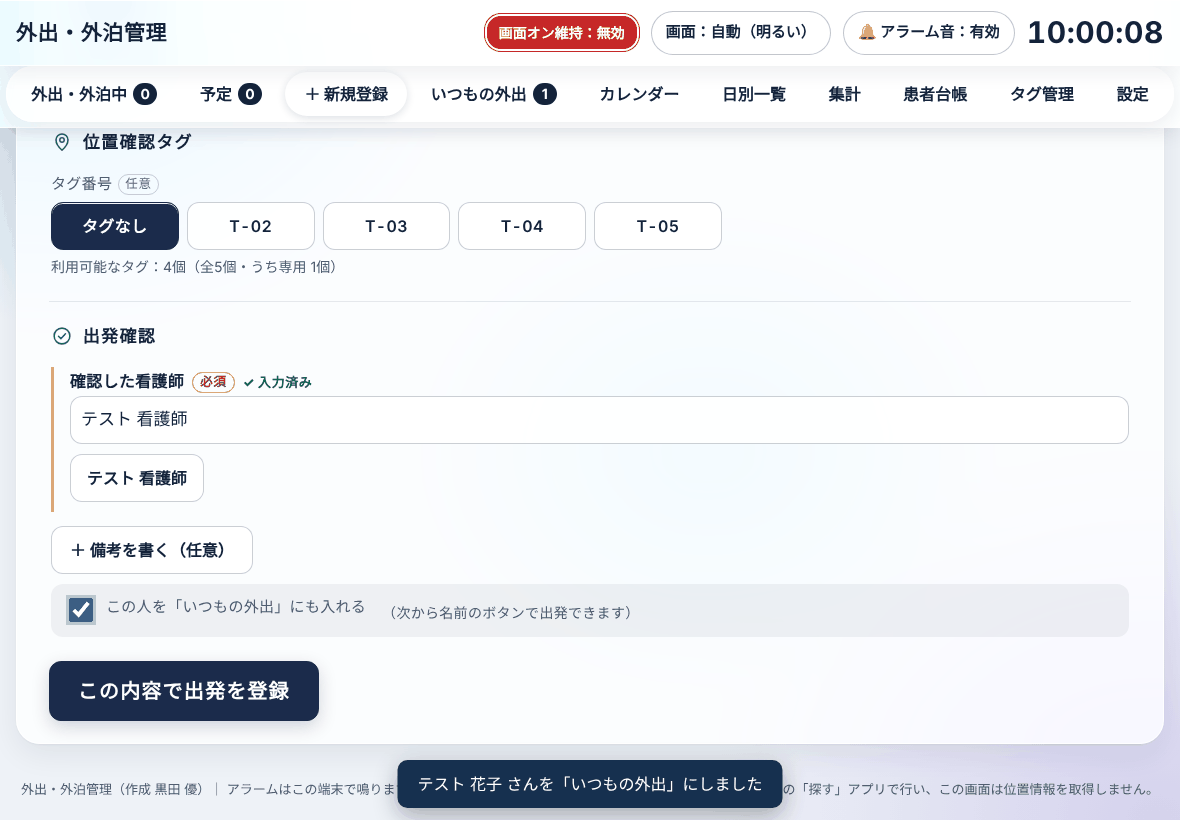 外出・外泊管理
画面オン維持：無効
画面：自動（明るい）
🔔 アラーム音：有効
10:00:08
外出・外泊中 0
予定 0
＋新規登録
いつもの外出 1
カレンダー
日別一覧
集計
患者台帳
タグ管理
設定
位置確認タグ
タグ番号 任意
タグなし
T-02
T-03
T-04
T-05
利用可能なタグ：4個（全5個・うち専用 1個）
出発確認
確認した看護師 必須 ✓入力済み
テスト 看護師
テスト 看護師
＋備考を書く（任意）
この人を「いつもの外出」にも入れる （次から名前のボタンで出発できます）
この内容で出発を登録
テスト 花子 さんを「いつもの外出」にしました
外出・外泊管理（作成 黒田 優）｜ アラームはこの端末で鳴りま
の「探す」アプリで行い、この画面は位置情報を取得しません。